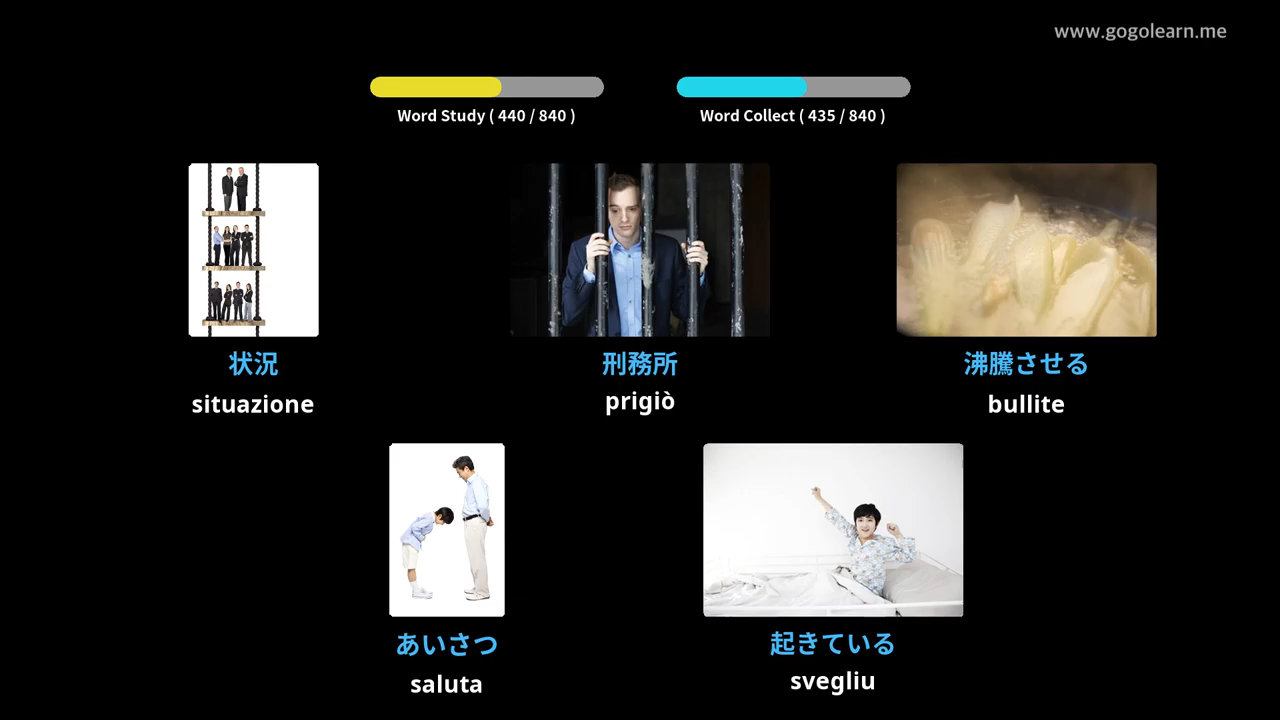 www.gogolearn.me
Word Study ( 440 / 840 )
Word Collect ( 435 / 840 )
状況
situazione
刑務所
prigiò
沸騰させる
bullite
あいさつ
saluta
起きている
svegliu